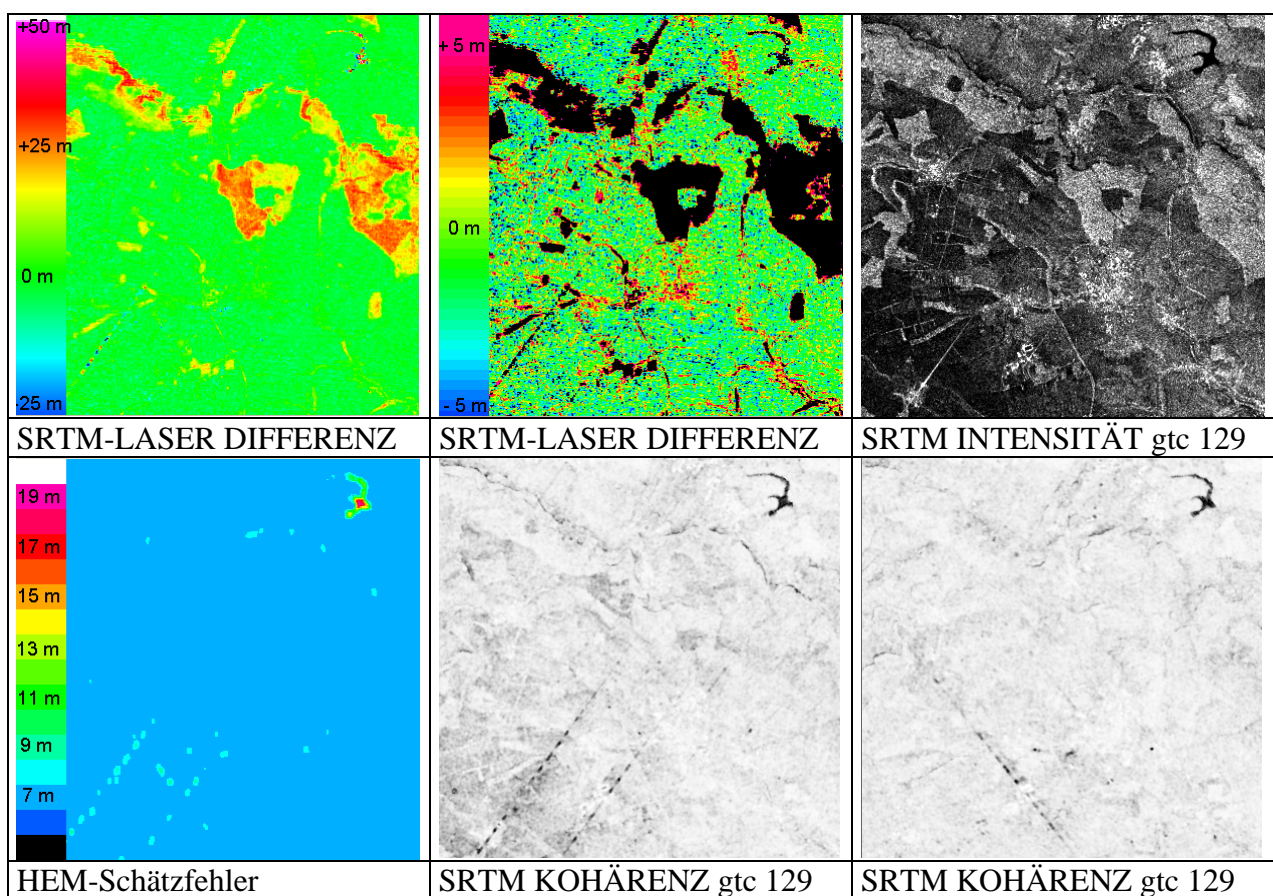 +50 m
+25 m
0 m
-25 m
+ 5 m
0 m
- 5 m
SRTM-LASER DIFFERENZ
SRTM-LASER DIFFERENZ
SRTM INTENSITÄT gtc 129
19 m
17 m
15 m
13 m
11 m
9 m
7 m
HEM-Schätzfehler
SRTM KOHÄRENZ gtc 129
SRTM KOHÄRENZ gtc 129